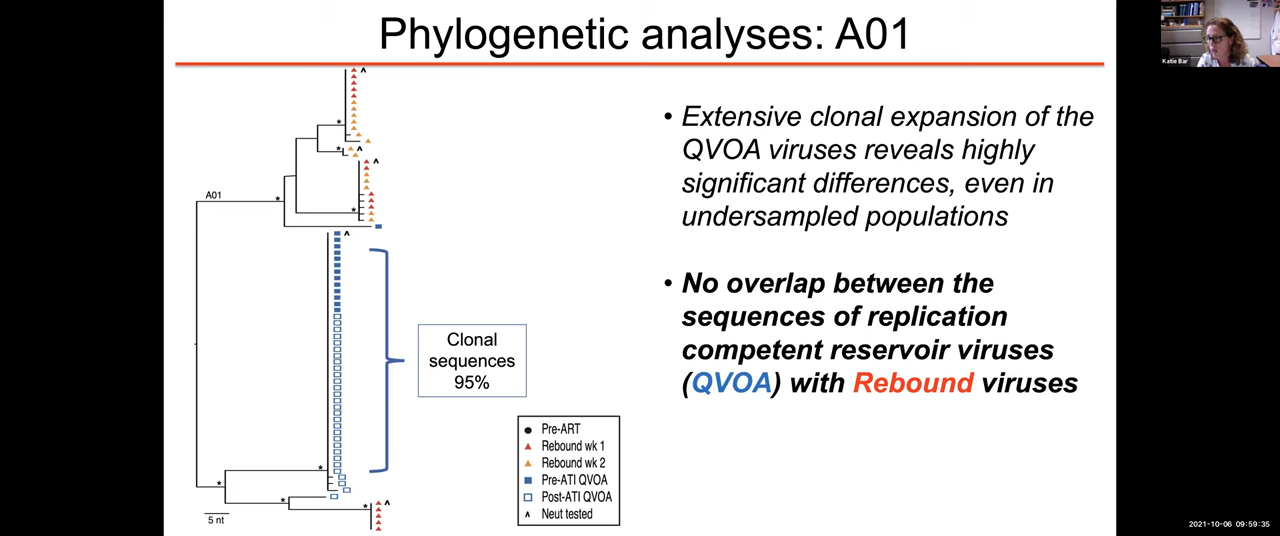 Phylogenetic analyses: A01
Katie Bar
A01
* ^
* ^
^
*
*
^
Clonal
sequences
95%
*
*
*
* ^
5 nt
Pre-ART
Rebound wk 1
Rebound wk 2
Pre-ATI QVOA
Post-ATI QVOA
^ Neut tested
• Extensive clonal expansion of the
QVOA viruses reveals highly
significant differences, even in
undersampled populations
• No overlap between the
sequences of replication
competent reservoir viruses
(QVOA) with Rebound viruses
2021-10-06 09:59:35